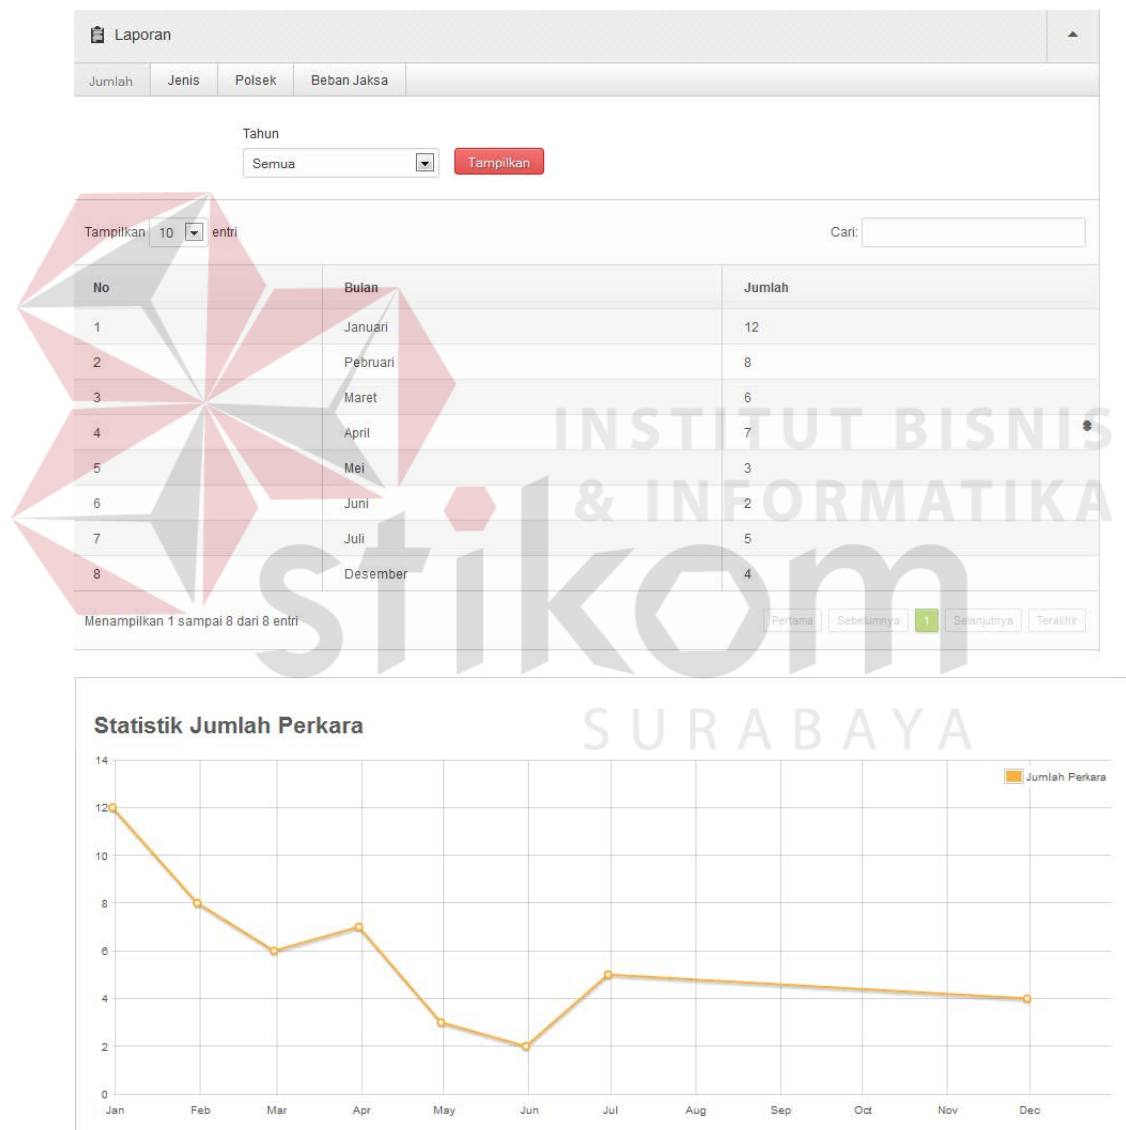 Laporan
Jumlah Jenis Polsek Beban Jaksa
Tahun
Semua Tampilkan
Tampilkan 10 entri Cari:
No Bulan Jumlah
1 Januari 12
2 Pebruari 8
3 Maret 6
4 April 7
5 Mei 3
6 Juni 2
7 Juli 5
8 Desember 4
Menampilkan 1 sampai 8 dari 8 entri Pertama Sebelumnya 1 Selanjutnya Terakhir
INSTITUT BISNIS
& INFORMATIKA
stikom
SURABAYA
Statistik Jumlah Perkara
Jumlah Perkara
14
12
10
8
6
4
2
0
Jan Feb Mar Apr May Jun Jul Aug Sep Oct Nov Dec